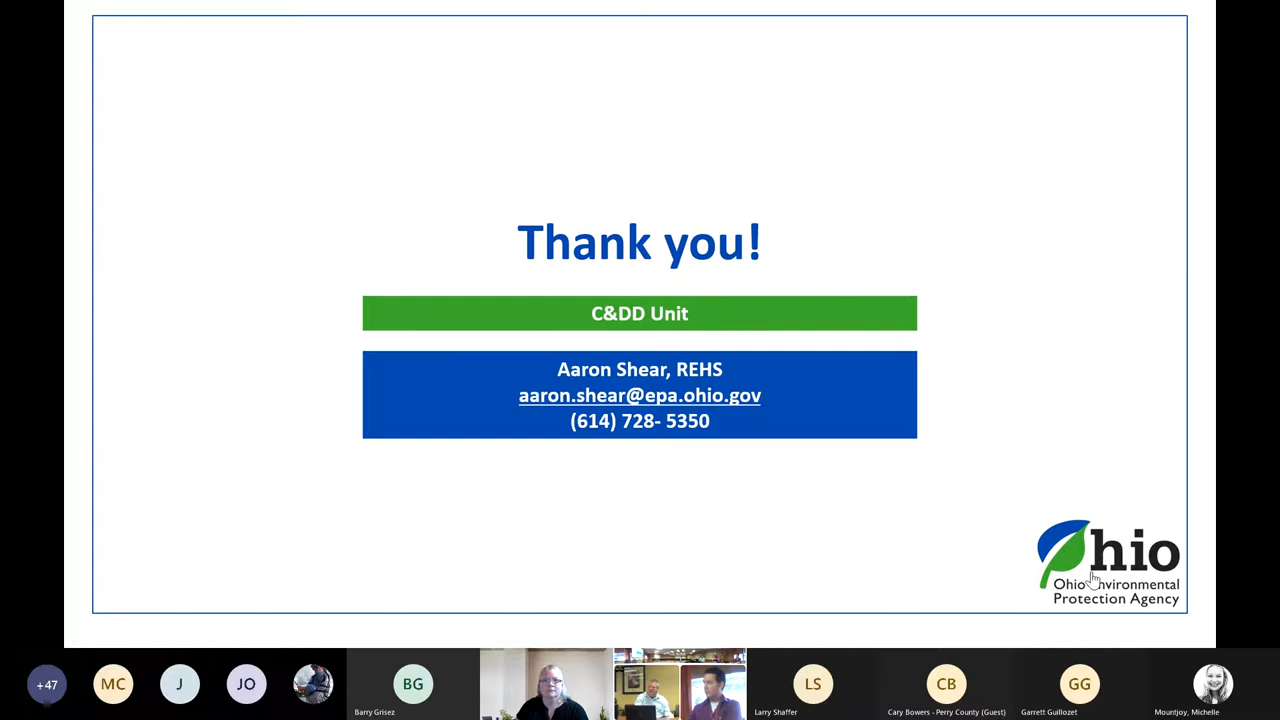 Thank you!
C&DD Unit
Aaron Shear, REHS
aaron.shear@epa.ohio.gov
(614) 728- 5350
hio
Ohio Environmental
Protection Agency
+47
MC
J
JO
BG
LS
CB
GG
Barry Grisez
Larry Shaffer
Cary Bowers - Perry County (Guest)
Garrett Guillozet
Mountjoy, Michelle